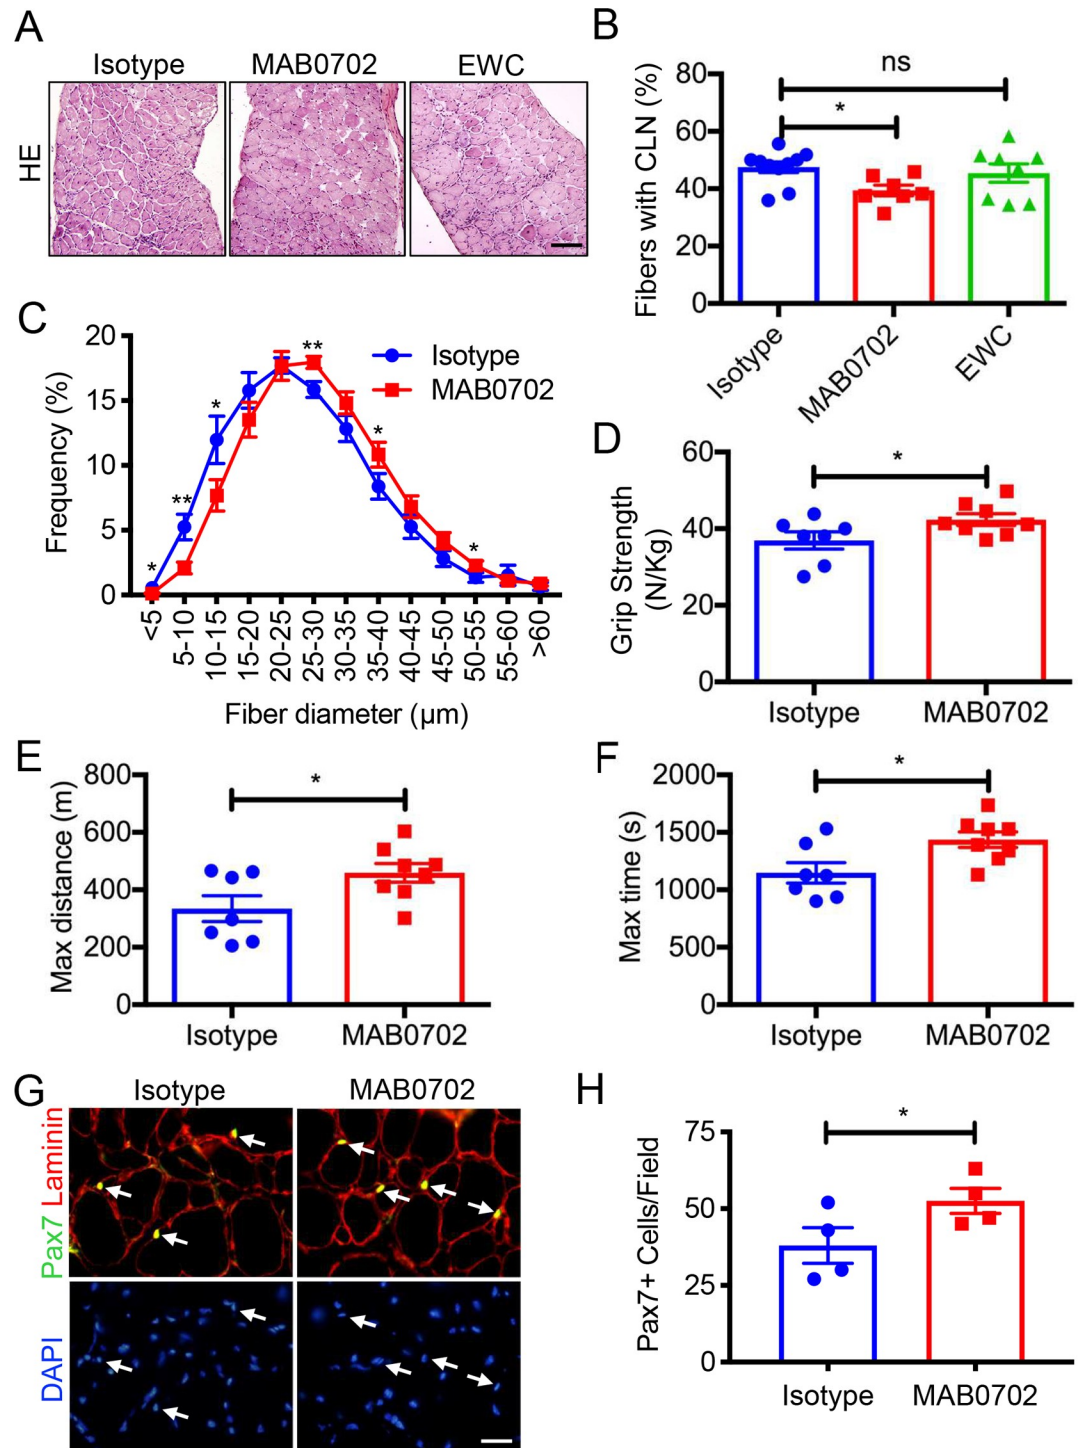 A
Isotype
MAB0702
EWC
HE
B
Fibers with CLN (%)
80
60
40
20
0
ns
*
Isotype
MAB0702
EWC
C
Frequency (%)
20
15
10
5
0
*
**
*
**
*
*
Isotype
MAB0702
<5
5-10
10-15
15-20
20-25
25-30
30-35
35-40
40-45
45-50
50-55
55-60
>60
Fiber diameter (µm)
D
Grip Strength
(N/Kg)
60
40
20
0
*
Isotype
MAB0702
E
Max distance (m)
800
600
400
200
0
*
Isotype
MAB0702
F
Max time (s)
2000
1500
1000
500
0
*
Isotype
MAB0702
G
Isotype
MAB0702
Pax7 Laminin
DAPI
H
Pax7+ Cells/Field
75
50
25
0
*
Isotype
MAB0702